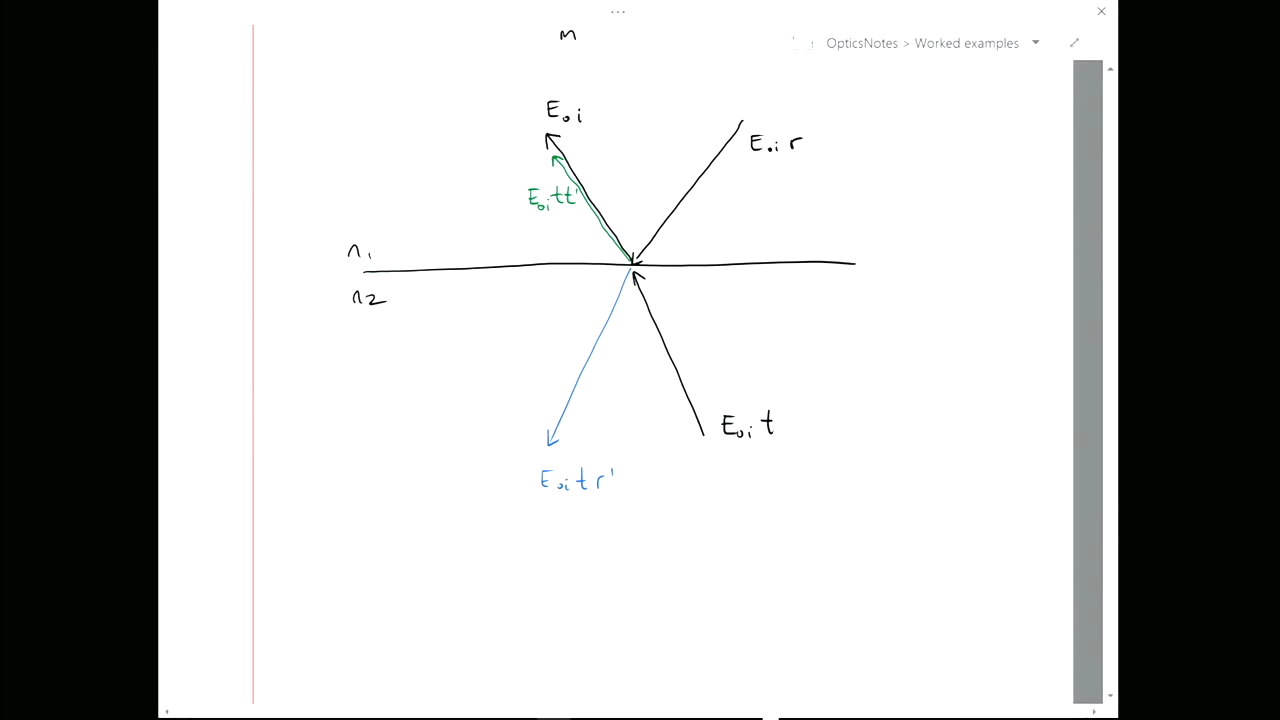 m
OpticsNotes > Worked examples
E₀ᵢ
E₀ᵢ r
E₀ᵢ tt'
n₁
n₂
E₀ᵢ t
E₀ᵢ t r'